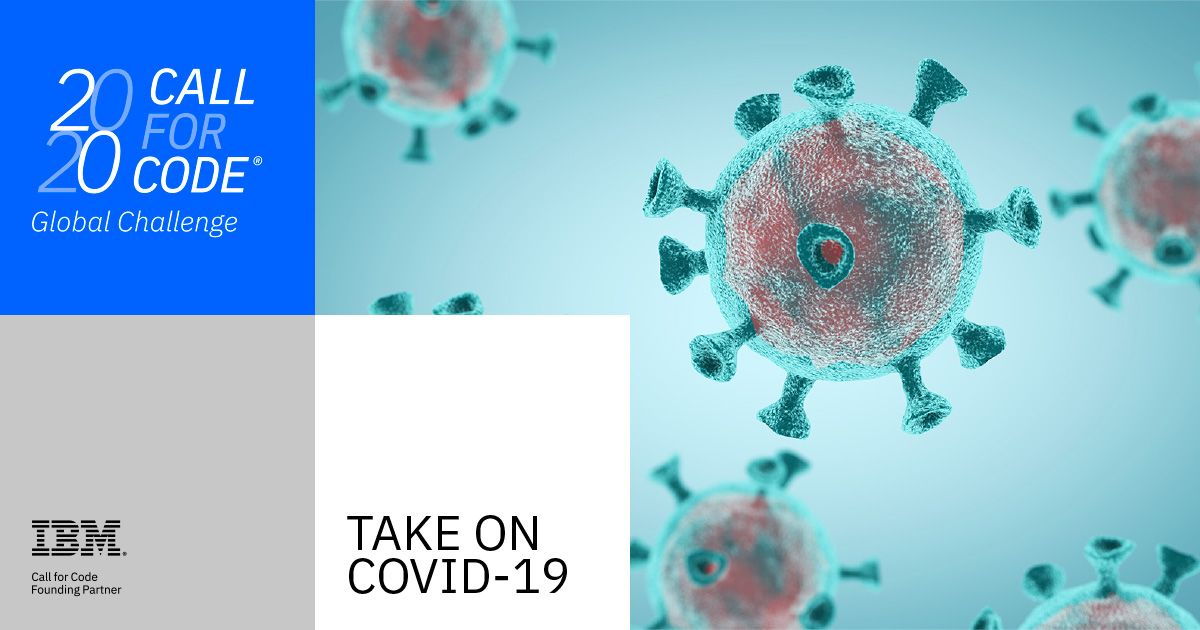 20 CALL
FOR
20 CODE®
Global Challenge
IBM®
Call for Code
Founding Partner
TAKE ON
COVID-19